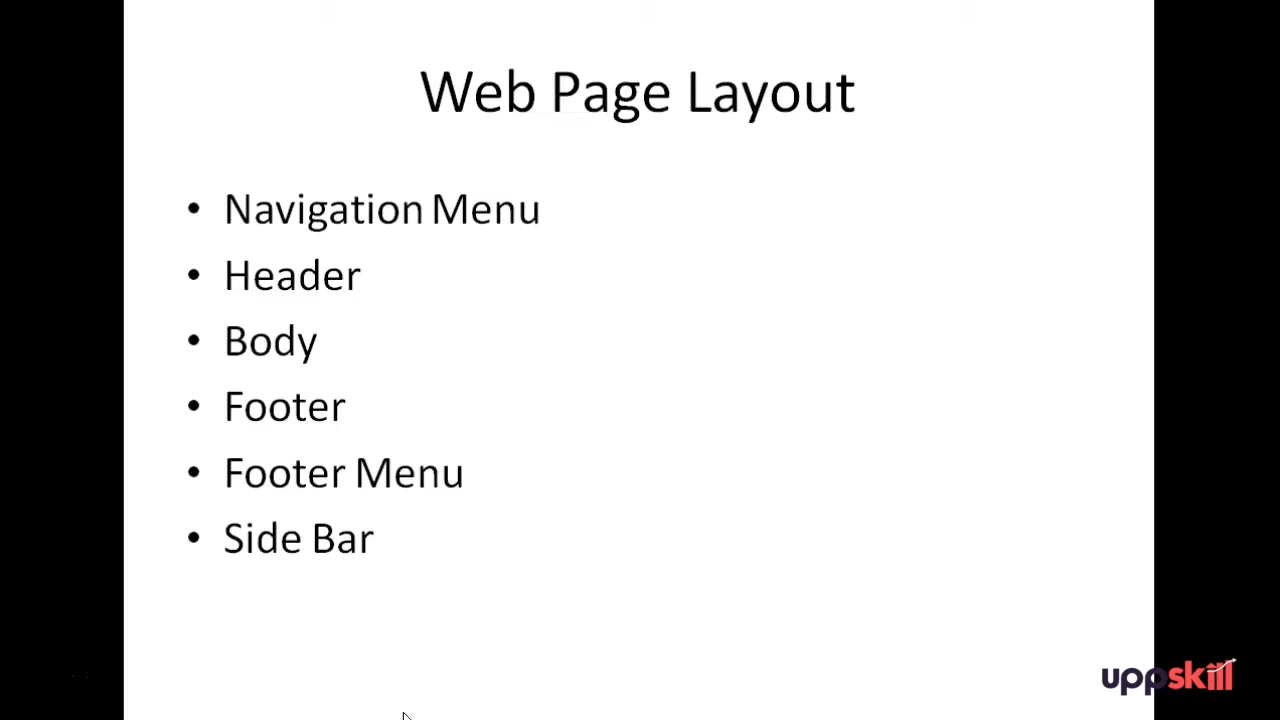 Web Page Layout
• Navigation Menu
• Header
• Body
• Footer
• Footer Menu
• Side Bar
uppskill